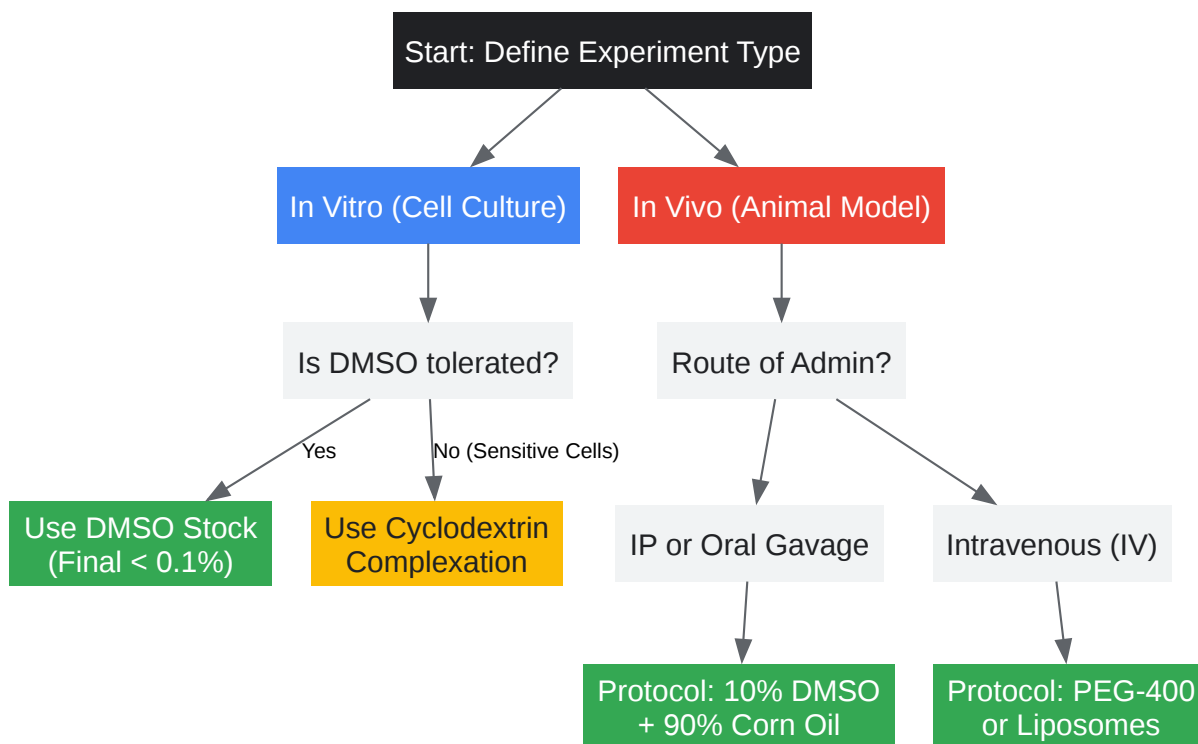 Start: Define Experiment Type
In Vitro (Cell Culture)
In Vivo (Animal Model)
Is DMSO tolerated?
Route of Admin?
Yes
No (Sensitive Cells)
Use DMSO Stock
(Final < 0.1%)
Use Cyclodextrin
Complexation
IP or Oral Gavage
Intravenous (IV)
Protocol: 10% DMSO
+ 90% Corn Oil
Protocol: PEG-400
or Liposomes